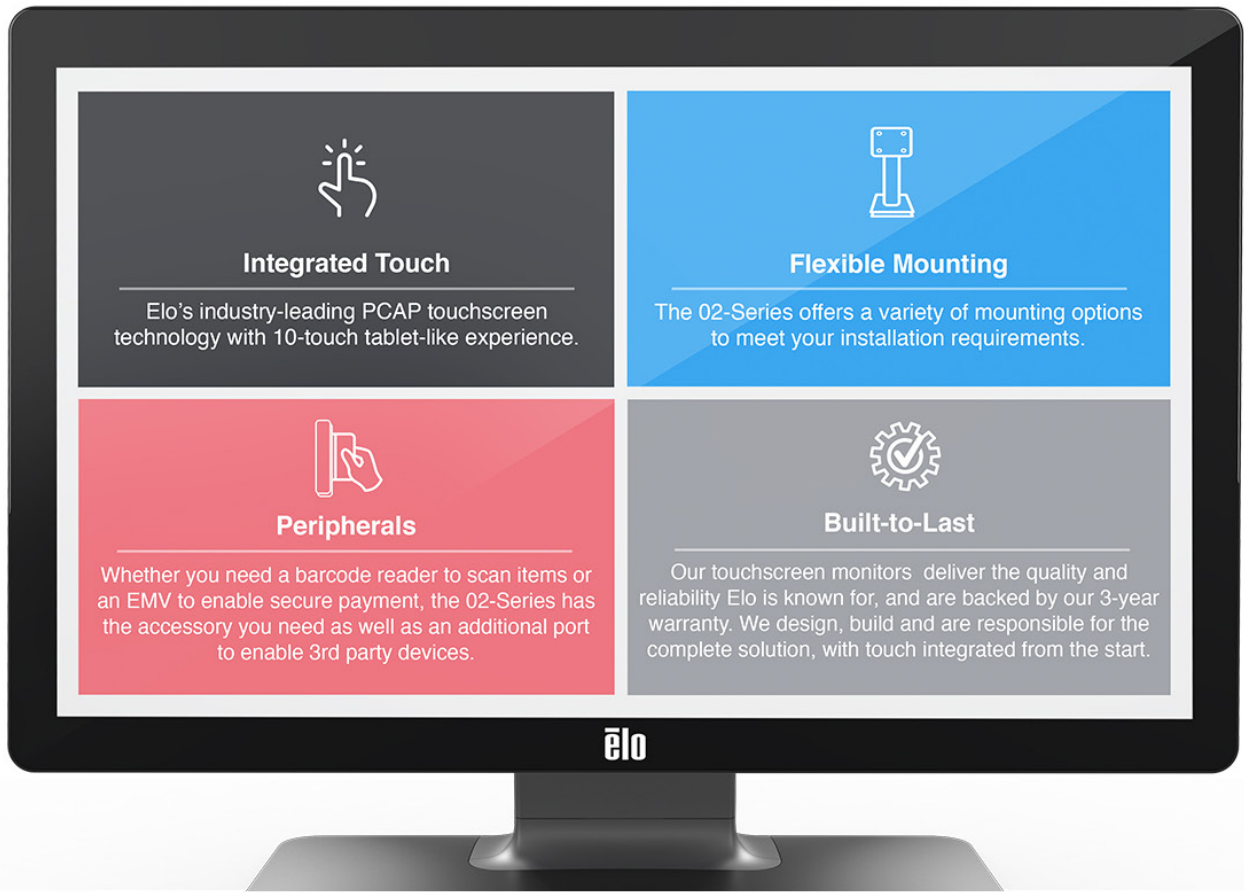 Integrated Touch
Elo's industry-leading PCAP touchscreen
technology with 10-touch tablet-like experience.
Flexible Mounting
The 02-Series offers a variety of mounting options
to meet your installation requirements.
Peripherals
Whether you need a barcode reader to scan items or
an EMV to enable secure payment, the 02-Series has
the accessory you need as well as an additional port
to enable 3rd party devices.
Built-to-Last
Our touchscreen monitors  deliver the quality and
reliability Elo is known for, and are backed by our 3-year
warranty. We design, build and are responsible for the
complete solution, with touch integrated from the start.
ēlo